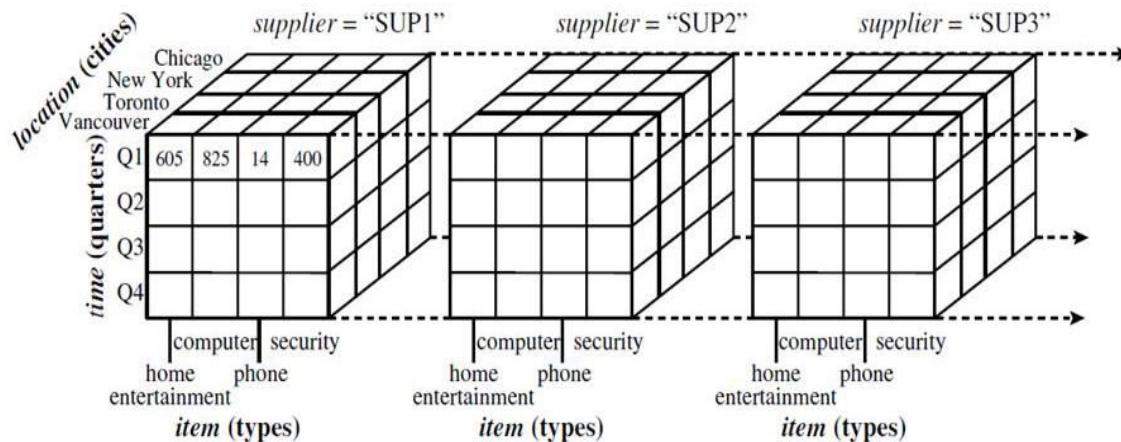 supplier = “SUP1”
supplier = “SUP2”
supplier = “SUP3”
location (cities)
Chicago
New York
Toronto
Vancouver
time (quarters)
Q1 605 825 14 400
Q2
Q3
Q4
computer security
home phone
entertainment
item (types)
computer security
home phone
entertainment
item (types)
computer security
home phone
entertainment
item (types)